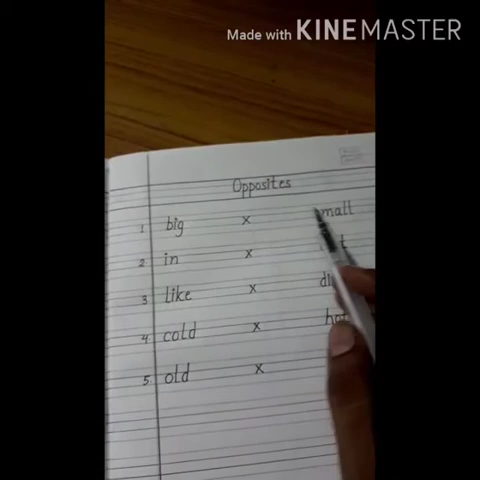 Made with KINEMASTER
Opposites
1 big x small
2. in x
3. like x
4. cold x hot
5. old x